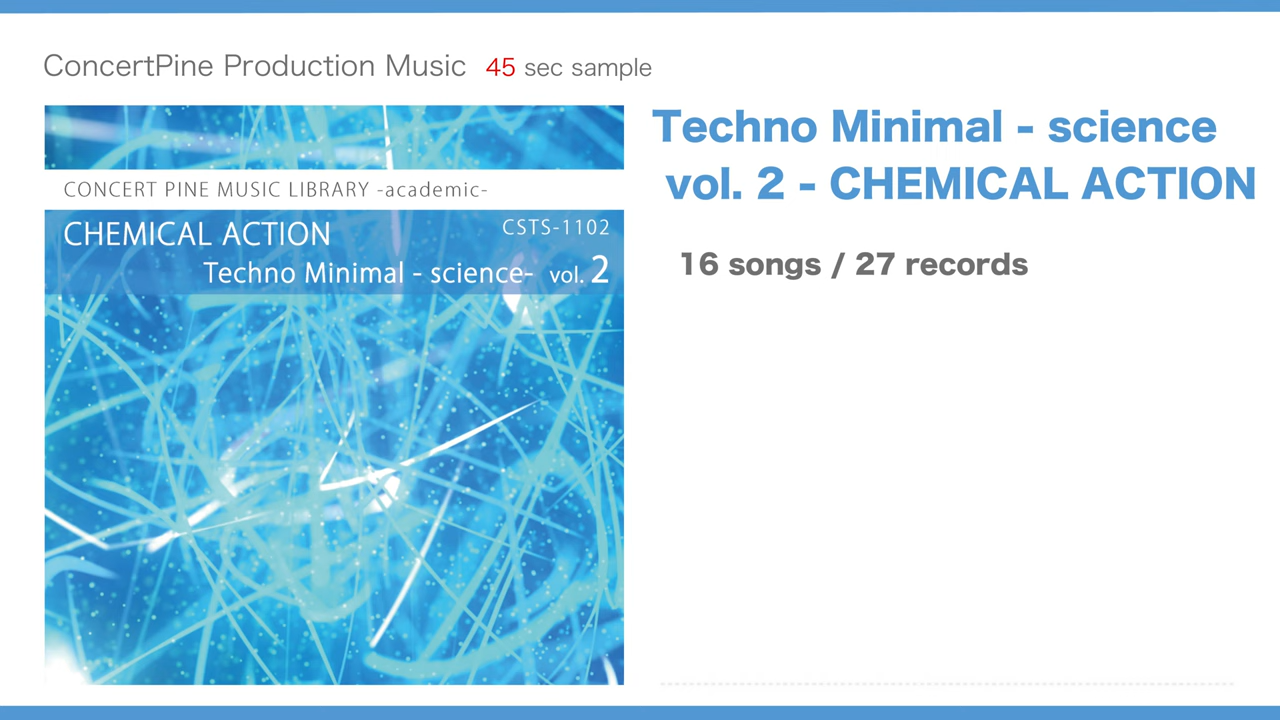 ConcertPine Production Music 45 sec sample
CONCERT PINE MUSIC LIBRARY -academic-
CHEMICAL ACTION
CSTS-1102
Techno Minimal - science- vol. 2
Techno Minimal - science
vol. 2 - CHEMICAL ACTION
16 songs / 27 records